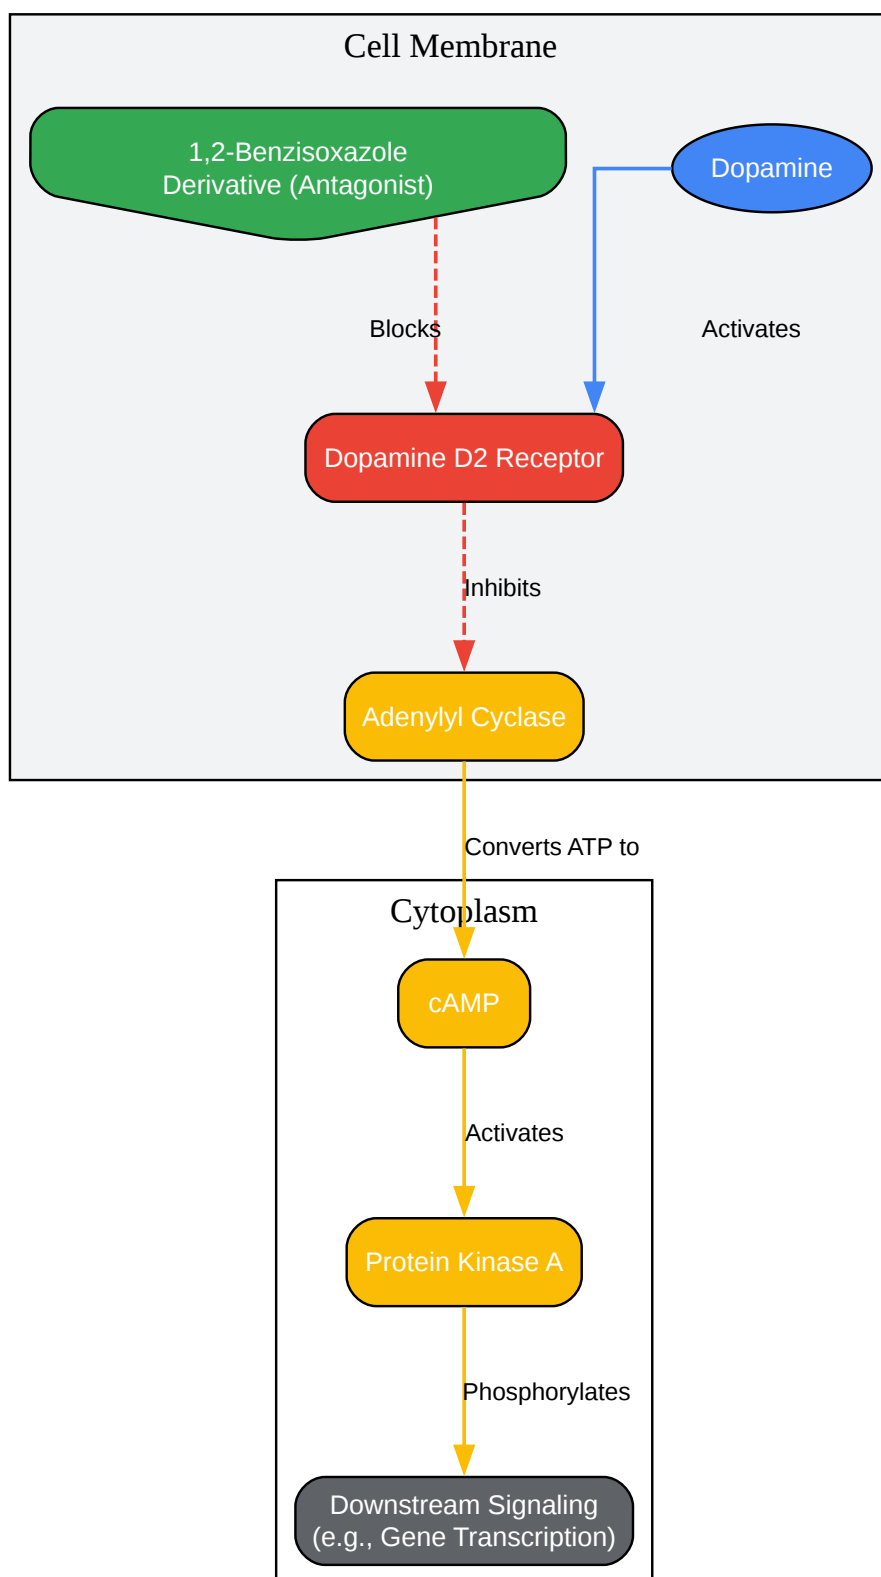 Cell Membrane
1,2-Benzisoxazole
Derivative (Antagonist)
Dopamine
Blocks
Activates
Dopamine D2 Receptor
Inhibits
Adenylyl Cyclase
Converts ATP to
Cytoplasm
cAMP
Activates
Protein Kinase A
Phosphorylates
Downstream Signaling
(e.g., Gene Transcription)